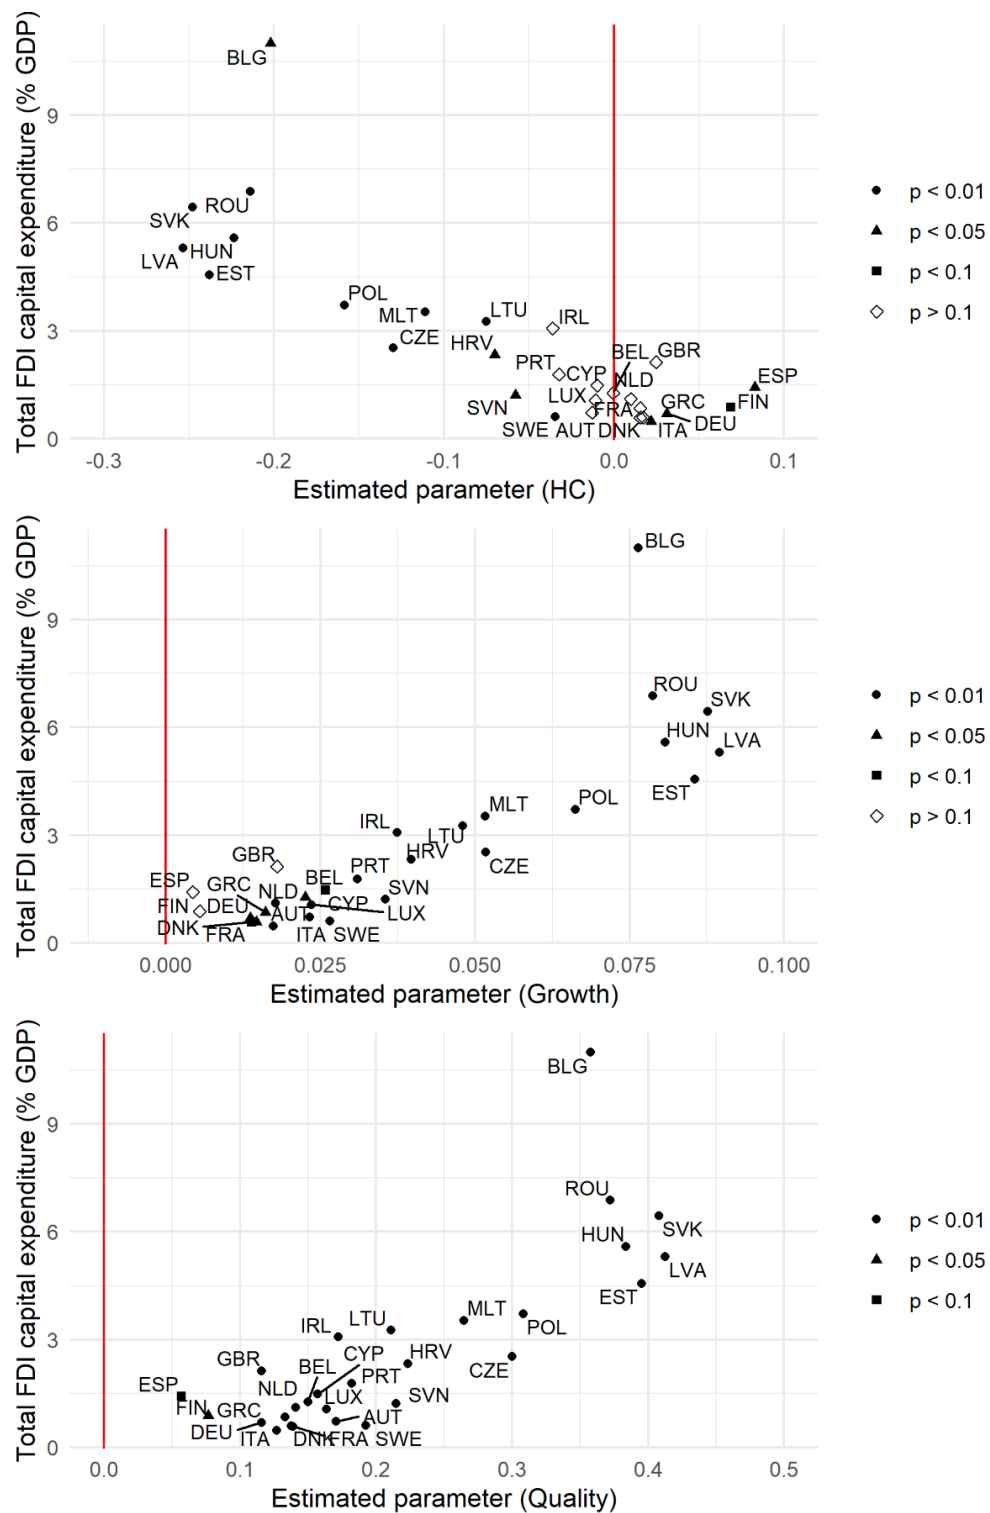 Total FDI capital expenditure (% GDP)
9
6
3
0
BLG
ROU
SVK
HUN
LVA
EST
POL
MLT
LTU
IRL
CZE
HRV
BEL
GBR
PRT
CYP
NLD
ESP
LUX
FRA
GRC
FIN
SVN
SWE
AUT
DNK
ITA
DEU
-0.3
-0.2
-0.1
0.0
0.1
Estimated parameter (HC)
p < 0.01
p < 0.05
p < 0.1
p > 0.1
Total FDI capital expenditure (% GDP)
9
6
3
0
BLG
ROU
SVK
HUN
LVA
EST
POL
MLT
IRL
LTU
HRV
CZE
GBR
PRT
ESP
GRC
NLD
BEL
SVN
FIN
DEU
AUT
CYP
LUX
DNK
FRA
ITA
SWE
0.000
0.025
0.050
0.075
0.100
Estimated parameter (Growth)
p < 0.01
p < 0.05
p < 0.1
p > 0.1
Total FDI capital expenditure (% GDP)
9
6
3
0
BLG
ROU
SVK
HUN
LVA
EST
MLT
POL
IRL
LTU
CYP
HRV
GBR
BEL
PRT
CZE
ESP
NLD
LUX
SVN
FIN
GRC
AUT
DEU
ITA
DNK
FRA
SWE
0.0
0.1
0.2
0.3
0.4
0.5
Estimated parameter (Quality)
p < 0.01
p < 0.05
p < 0.1